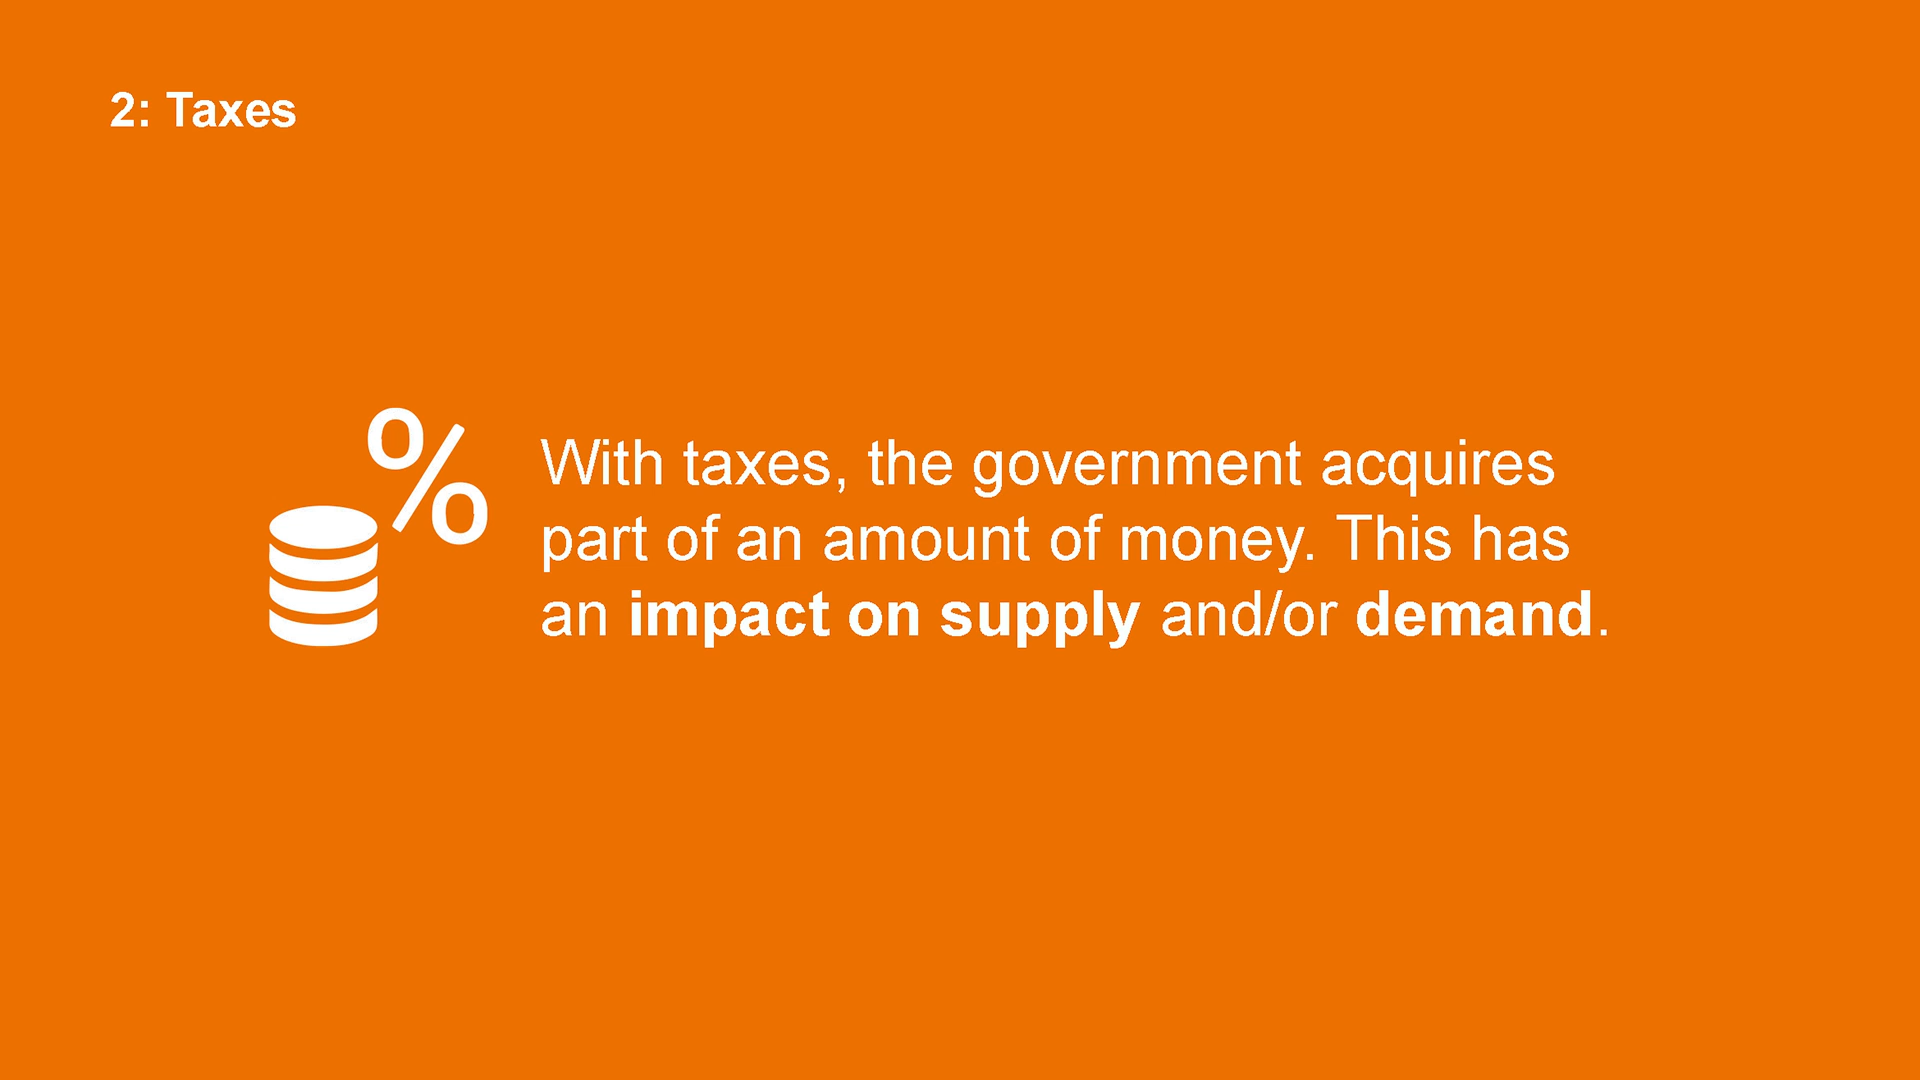 2: Taxes
%
With taxes, the government acquires
part of an amount of money. This has
an impact on supply and/or demand.